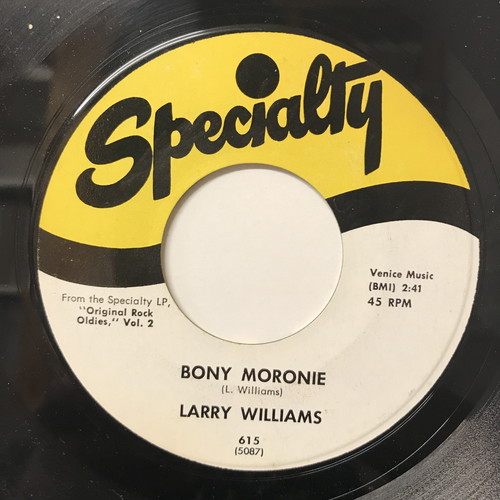 Specialty
Venice Music
(BMI) 2:41
45 RPM
From the Specialty LP,
"Original Rock
Oldies," Vol. 2
BONY MORONIE
(L. Williams)
LARRY WILLIAMS
615
(5087)